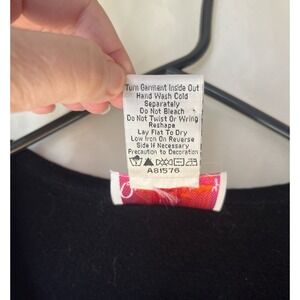 Turn Garment Inside Out
Hand Wash Cold
Separately
Do Not Bleach
Do Not Twist Or Wring
Reshape
Lay Flat To Dry
Low Iron On Reverse
Side If Necessary
Precaution to Decoration
A81576